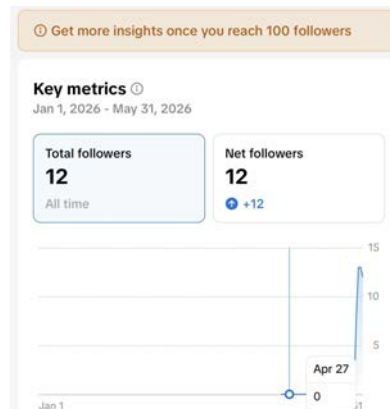 Get more insights once you reach 100 followers
Key metrics
Jan 1, 2026 - May 31, 2026
Total followers
12
All time
Net followers
12
+12
15
10
5
Apr 27
0
Jan 1